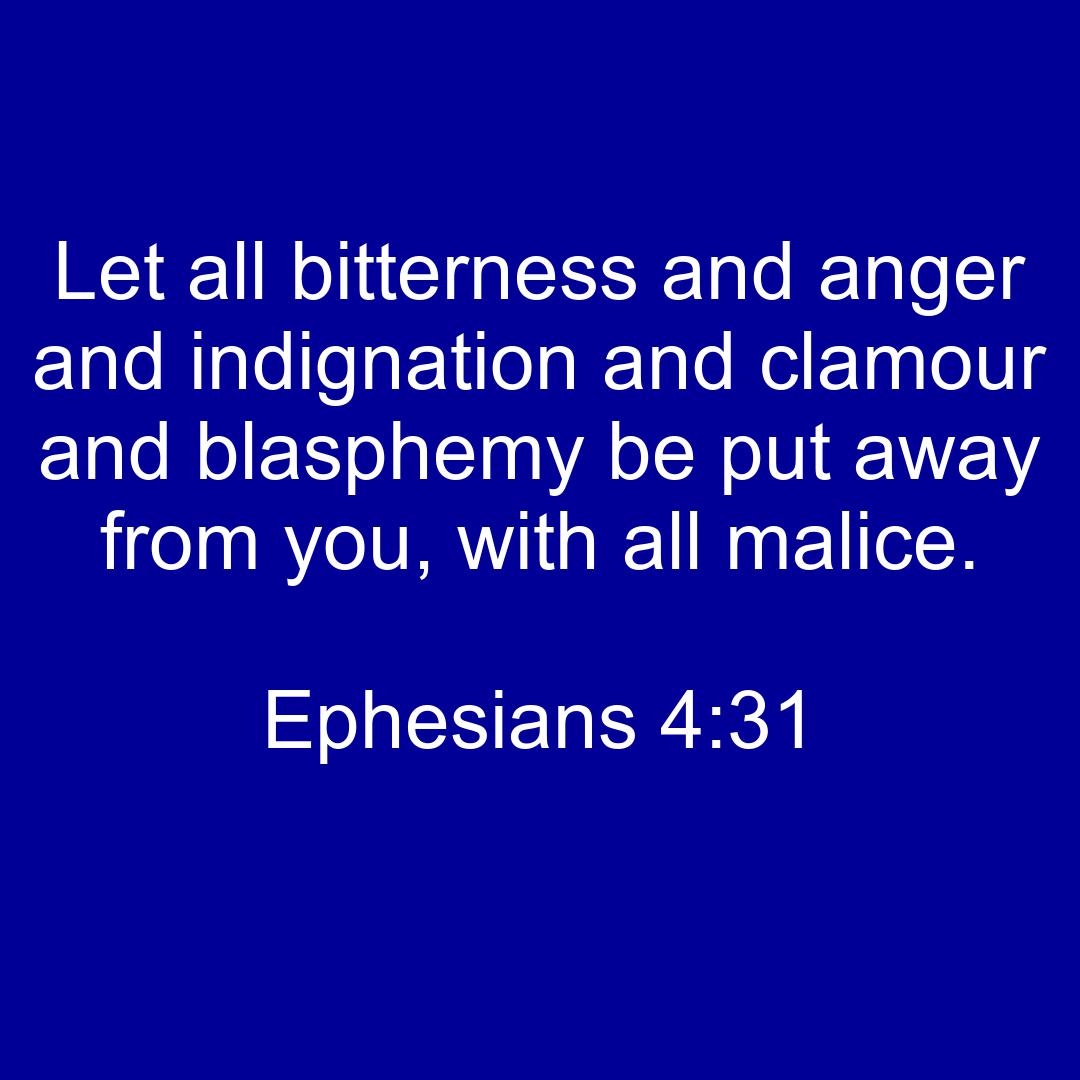 Let all bitterness and anger
and indignation and clamour
and blasphemy be put away
from you, with all malice.
Ephesians 4:31